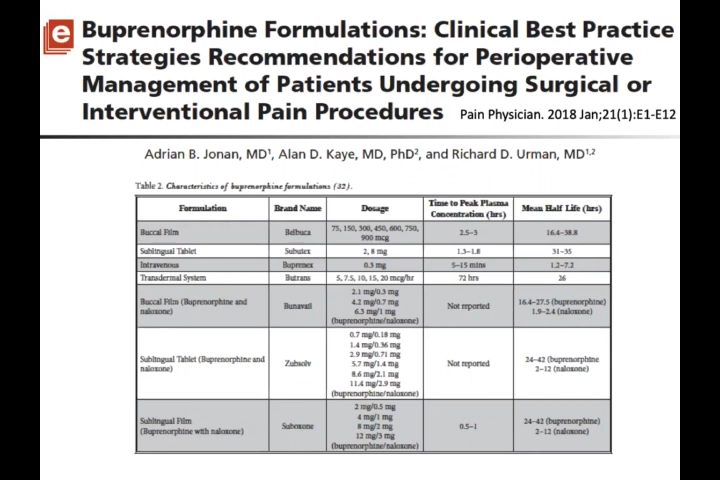 e
Buprenorphine Formulations: Clinical Best Practice
Strategies Recommendations for Perioperative
Management of Patients Undergoing Surgical or
Interventional Pain Procedures Pain Physician. 2018 Jan;21(1):E1-E12
Adrian B. Jonan, MD¹, Alan D. Kaye, MD, PhD², and Richard D. Urman, MD¹,²
Table 2. Characteristics of buprenorphine formulations (32).
Formulation Brand Name Dosage Time to Peak Plasma Concentration (hrs) Mean Half Life (hrs)
Buccal Film Belbuca 75, 150, 300, 450, 600, 750, 900 mcg 2.5-3 16.4-38.8
Sublingual Tablet Subutex 2, 8 mg 1.3-1.8 31-35
Intravenous Buprenex 0.3 mg 5-15 mins 1.2-7.2
Transdermal System Butrans 5, 7.5, 10, 15, 20 mcg/hr 72 hrs 26
Buccal Film (Buprenorphine and naloxone) Bunavail 2.1 mg/0.3 mg 4.2 mg/0.7 mg 6.3 mg/1 mg (buprenorphine/naloxone) Not reported 16.4-27.5 (buprenorphine) 1.9-2.4 (naloxone)
Sublingual Tablet (Buprenorphine and naloxone) Zubsolv 0.7 mg/0.18 mg 1.4 mg/0.36 mg 2.9 mg/0.71 mg 5.7 mg/1.4 mg 8.6 mg/2.1 mg 11.4 mg/2.9 mg (buprenorphine/naloxone) Not reported 24-42 (buprenorphine 2-12 (naloxone)
Sublingual Film (Buprenorphine with naloxone) Suboxone 2 mg/0.5 mg 4 mg/1 mg 8 mg/2 mg 12 mg/3 mg (buprenorphine/naloxone) 0.5-1 24-42 (buprenorphine) 2-12 (naloxone)